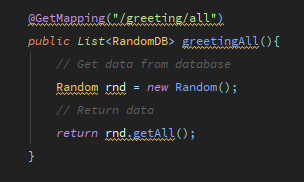 @GetMapping("/greeting/all")
public List<RandomDB> greetingAll(){
// Get data from database
Random rnd = new Random();
// Return data
return rnd.getAll();
}